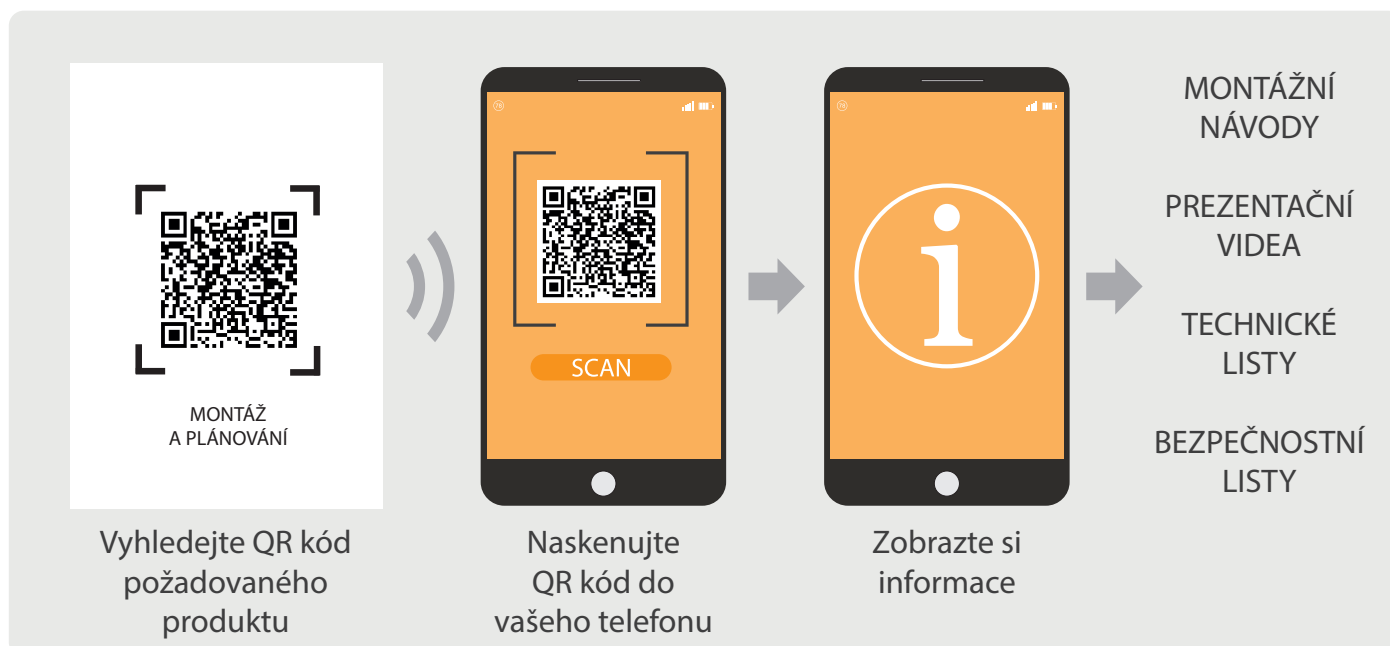 MONTÁŽ
A PLÁNOVÁNÍ
Vyhledejte QR kód
požadovaného
produktu
SCAN
Naskenujte
QR kód do
vašeho telefonu
Zobrazte si
informace
MONTÁŽNÍ
NÁVODY
PREZENTAČNÍ
VIDEA
TECHNICKÉ
LISTY
BEZPEČNOSTNÍ
LISTY